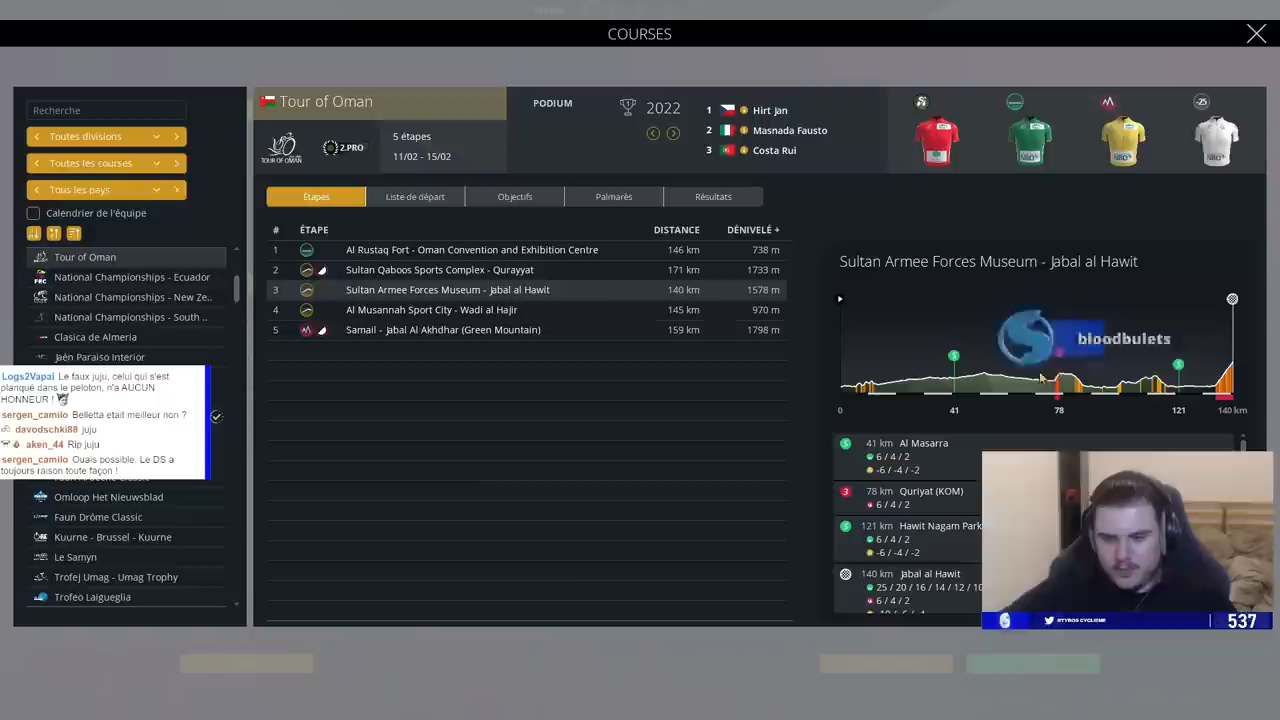 COURSES
Recherche
Toutes divisions
Toutes les courses
Tous les pays
Calendrier de l'équipe
Tour of Oman
National Championships - Ecuador
National Championships - New Ze..
National Championships - South ..
Clasica de Almeria
Jaén Paraiso Interior
Logs2Vapai Le faux juju, celui qui s'est
planqué dans le peloton, n'a AUCUN
HONNEUR !
sergen_camilo Belletta etait meilleur non ?
davodschki88 juju
aken_44 Rip juju
sergen_camilo Ouais possible. Le DS a
toujours raison toute façon !
Omloop Het Nieuwsblad
Faun Drôme Classic
Kuurne - Brussel - Kuurne
Le Samyn
Trofej Umag - Umag Trophy
Trofeo Laigueglia
Tour of Oman
TOUR OF OMAN
2.PRO
5 étapes
11/02 - 15/02
PODIUM
2022
1 Hirt Jan
2 Masnada Fausto
3 Costa Rui
-25
Étapes Liste de départ Objectifs Palmarès Résultats
# ÉTAPE DISTANCE DÉNIVELÉ +
1 Al Rustaq Fort - Oman Convention and Exhibition Centre 146 km 738 m
2 Sultan Qaboos Sports Complex - Qurayyat 171 km 1733 m
3 Sultan Armee Forces Museum - Jabal al Hawit 140 km 1578 m
4 Al Musannah Sport City - Wadi al Hajir 145 km 970 m
5 Samail - Jabal Al Akhdhar (Green Mountain) 159 km 1798 m
Sultan Armee Forces Museum - Jabal al Hawit
bloodbulets
S
S
0 41 78 121 140 km
S 41 km Al Masarra
6 / 4 / 2
-6 / -4 / -2
3 78 km Quriyat (KOM)
6 / 4 / 2
S 121 km Hawit Nagam Park
6 / 4 / 2
-6 / -4 / -2
140 km Jabal al Hawit
25 / 20 / 16 / 14 / 12 / 10
6 / 4 / 2
537